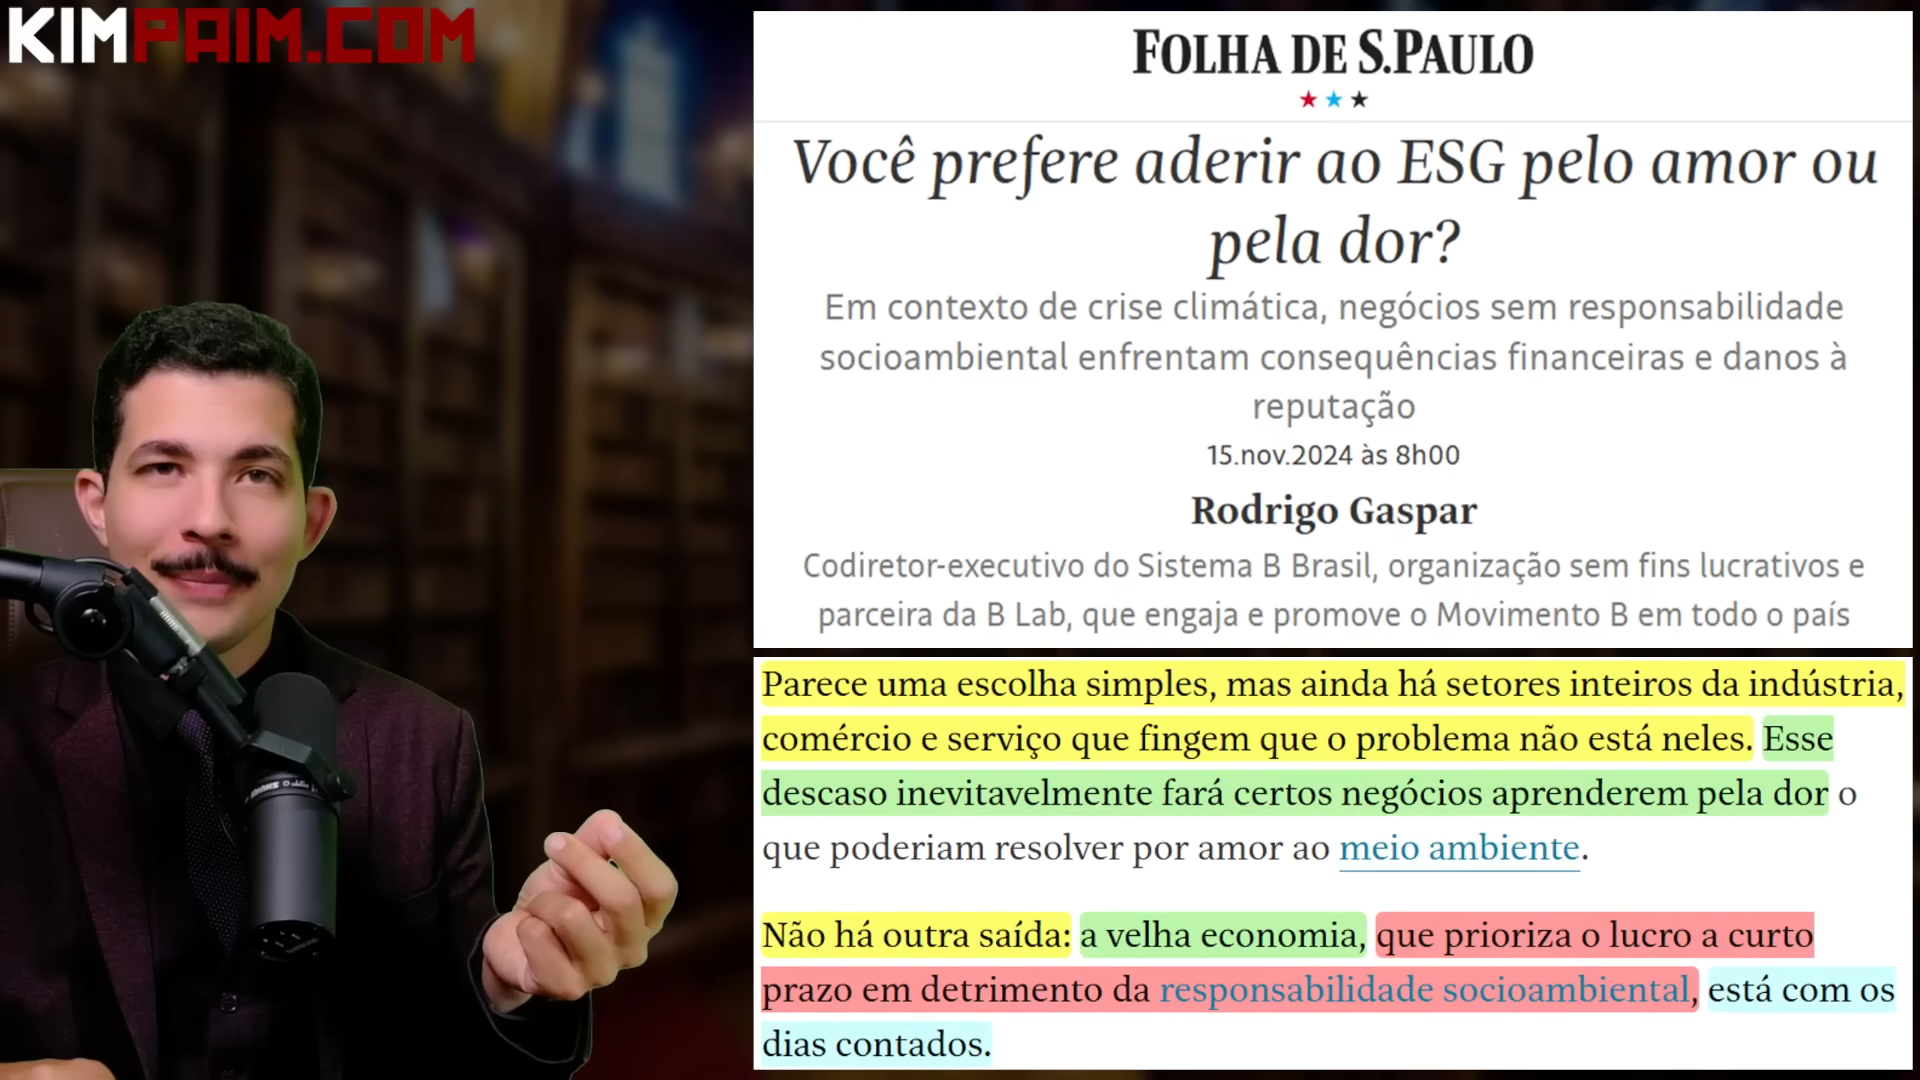 KIMPAIM.COM
FOLHA DE S.PAULO
Você prefere aderir ao ESG pelo amor ou
pela dor?
Em contexto de crise climática, negócios sem responsabilidade
socioambiental enfrentam consequências financeiras e danos à
reputação
15.nov.2024 às 8h00
Rodrigo Gaspar
Codiretor-executivo do Sistema B Brasil, organização sem fins lucrativos e
parceira da B Lab, que engaja e promove o Movimento B em todo o país
Parece uma escolha simples, mas ainda há setores inteiros da indústria,
comércio e serviço que fingem que o problema não está neles. Esse
descaso inevitavelmente fará certos negócios aprenderem pela dor o
que poderiam resolver por amor ao meio ambiente.
Não há outra saída: a velha economia, que prioriza o lucro a curto
prazo em detrimento da responsabilidade socioambiental, está com os
dias contados.